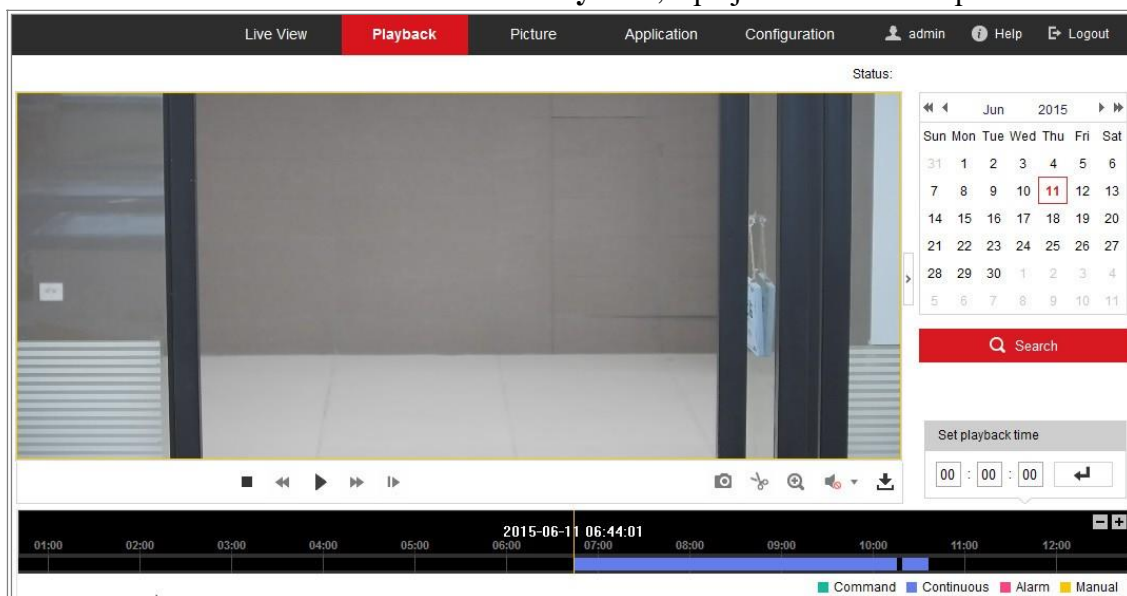 Live View Playback Picture Application Configuration admin Help Logout
Status:
Jun 2015
Sun Mon Tue Wed Thu Fri Sat
31 1 2 3 4 5 6
7 8 9 10 11 12 13
14 15 16 17 18 19 20
21 22 23 24 25 26 27
28 29 30 1 2 3 4
5 6 7 8 9 10 11
Search
Set playback time
00 : 00 : 00
2015-06-11 06:44:01
01:00 02:00 03:00 04:00 05:00 06:00 07:00 08:00 09:00 10:00 11:00 12:00
Command Continuous Alarm Manual